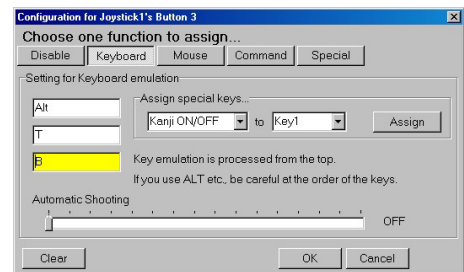 Configuration for Joystick1's Button 3
Choose one function to assign...
Disable Keyboard Mouse Command Special
Setting for Keyboard emulation
Alt
T
B
Assign special keys...
Kanji ON/OFF to Key1 Assign
Key emulation is processed from the top.
If you use ALT etc., be careful at the order of the keys.
Automatic Shooting
OFF
Clear OK Cancel